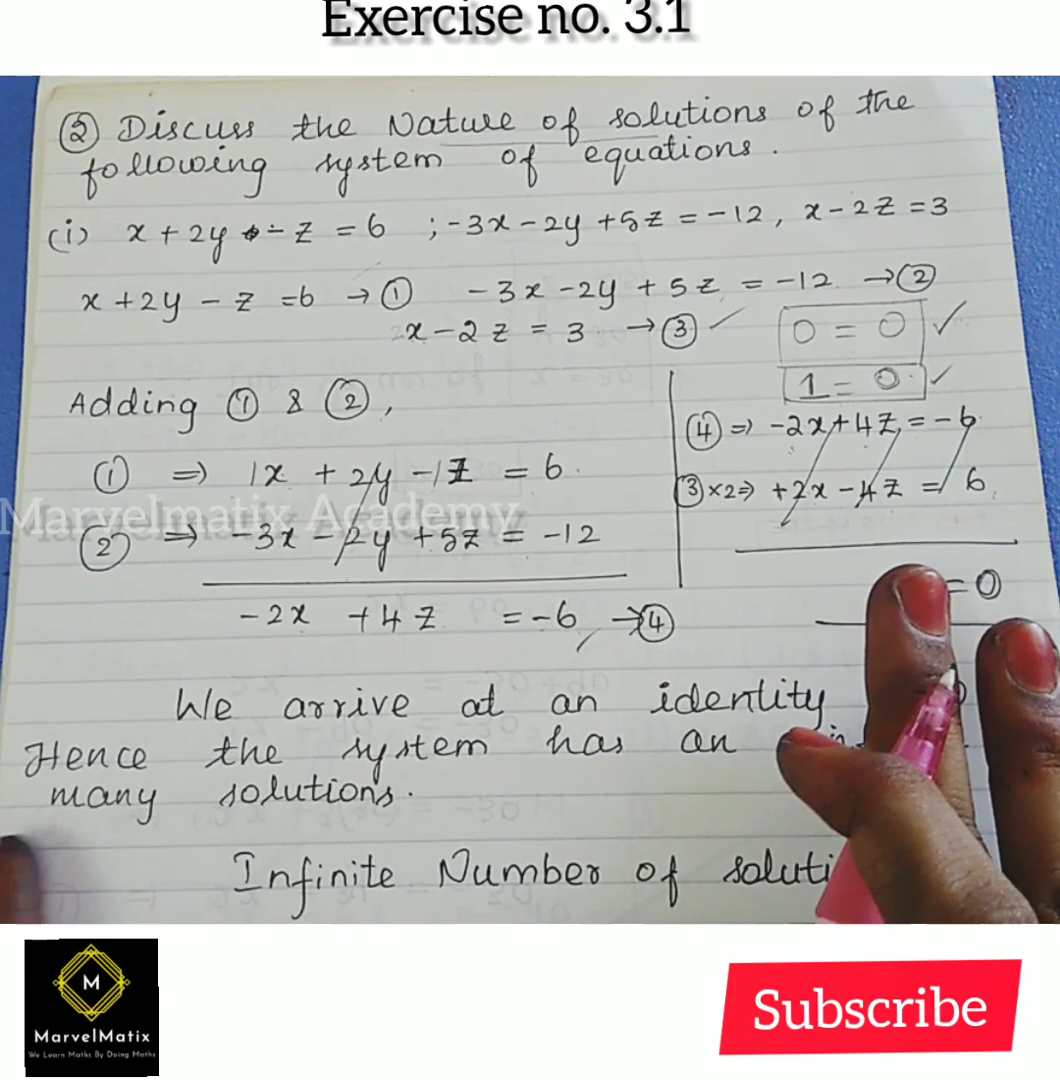 Exercise no. 3.1
② Discuss the Nature of solutions of the
following system of equations.
(i) x + 2y - z = 6 ; -3x - 2y + 5z = -12, x - 2z = 3
x + 2y - z = 6 → ① -3x - 2y + 5z = -12 → ②
x - 2z = 3 → ③ ✓
0 = 0 ✓
1 = 0 ✓
Adding ① & ②,
① ⇒ 1x + 2y - 1z = 6.
② ⇒ -3x - 2y + 5z = -12
-2x + 4z = -6 → ④
④ ⇒ -2x + 4z = -6
③ × 2 ⇒ +2x - 4z = 6
= 0
Marvelmatix Academy
We arrive at an identity
Hence the system has an
many solutions.
Infinite Number of
M
MarvelMatix
We Learn Maths By Doing Maths
Subscribe